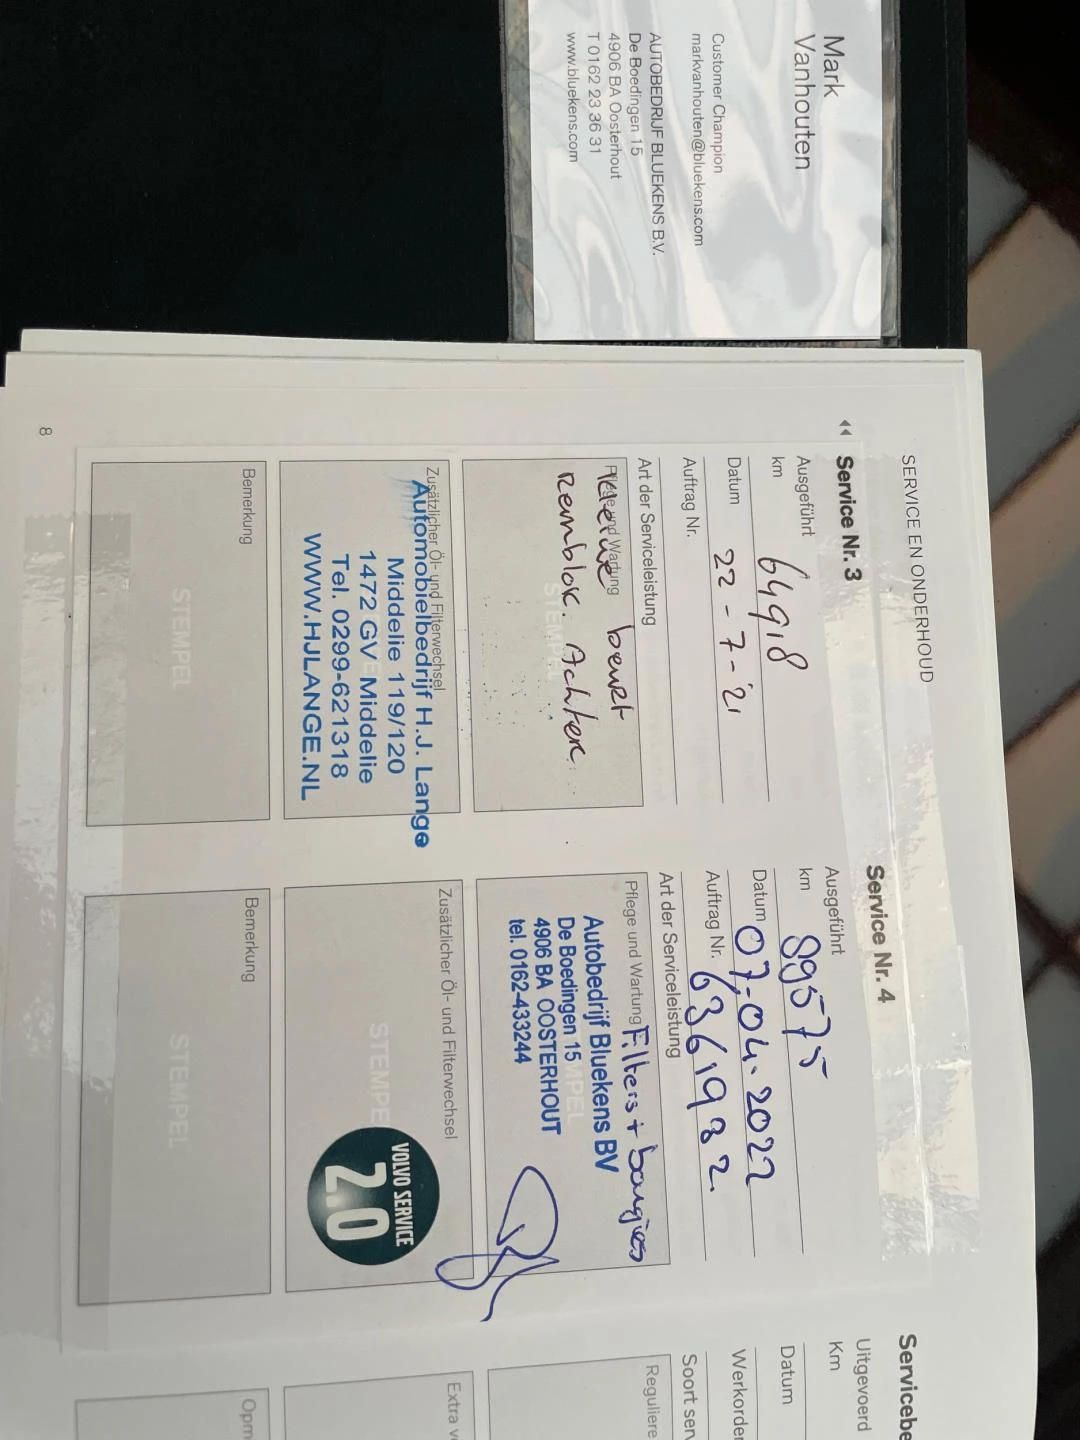 Mark
Vanhouten
Customer Champion
markvanhouten@bluekens.com
AUTOBEDRIJF BLUEKENS B.V.
De Boedingen 15
4906 BA Oosterhout
T 0162 23 36 31
www.bluekens.com
SERVICE EN ONDERHOUD
Service Nr. 3
Ausgeführt
km 64918
Datum 22-7-'21
Auftrag Nr.
Art der Serviceleistung
Pflege und Wartung
Kleine beurt
Remblok. Achter.
STEMPEL
Zusätzlicher Öl- und Filterwechsel
Automobielbedrijf H.J. Lange
Middelie 119/120
1472 GV Middelie
Tel. 0299-621318
WWW.HJLANGE.NL
Bemerkung
STEMPEL
8
Service Nr. 4
Ausgeführt
km 89575
Datum 07-04-2022
Auftrag Nr. 6361982.
Art der Serviceleistung
Pflege und Wartung Filters + bougies
Autobedrijf Bluekens BV
De Boedingen 15
4906 BA OOSTERHOUT
tel. 0162-433244
Zusätzlicher Öl- und Filterwechsel
STEMPE
VOLVO SERVICE
2.0
Bemerkung
STEMPEL
Servicebe
Uitgevoerd
Km
Datum
Werkorder
Soort serv
Reguliere
Extra v
Opm